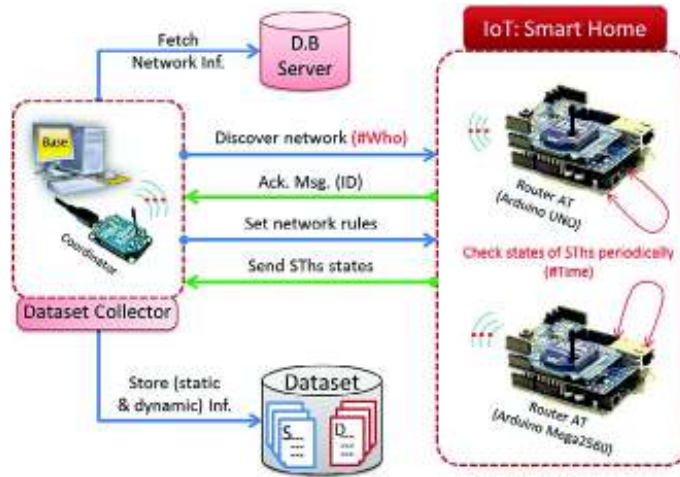 Fetch
Network Inf.
D.B
Server
IoT: Smart Home
Base
Coordinator
Discover network (#Who)
Ack. Msg. (ID)
Set network rules
Send SThs states
Router AT
(Arduino UNO)
Check states of SThs periodically
(#Time)
Router AT
(Arduino Mega2560)
Dataset Collector
Store (static
& dynamic) Inf.
Dataset
S...
D...